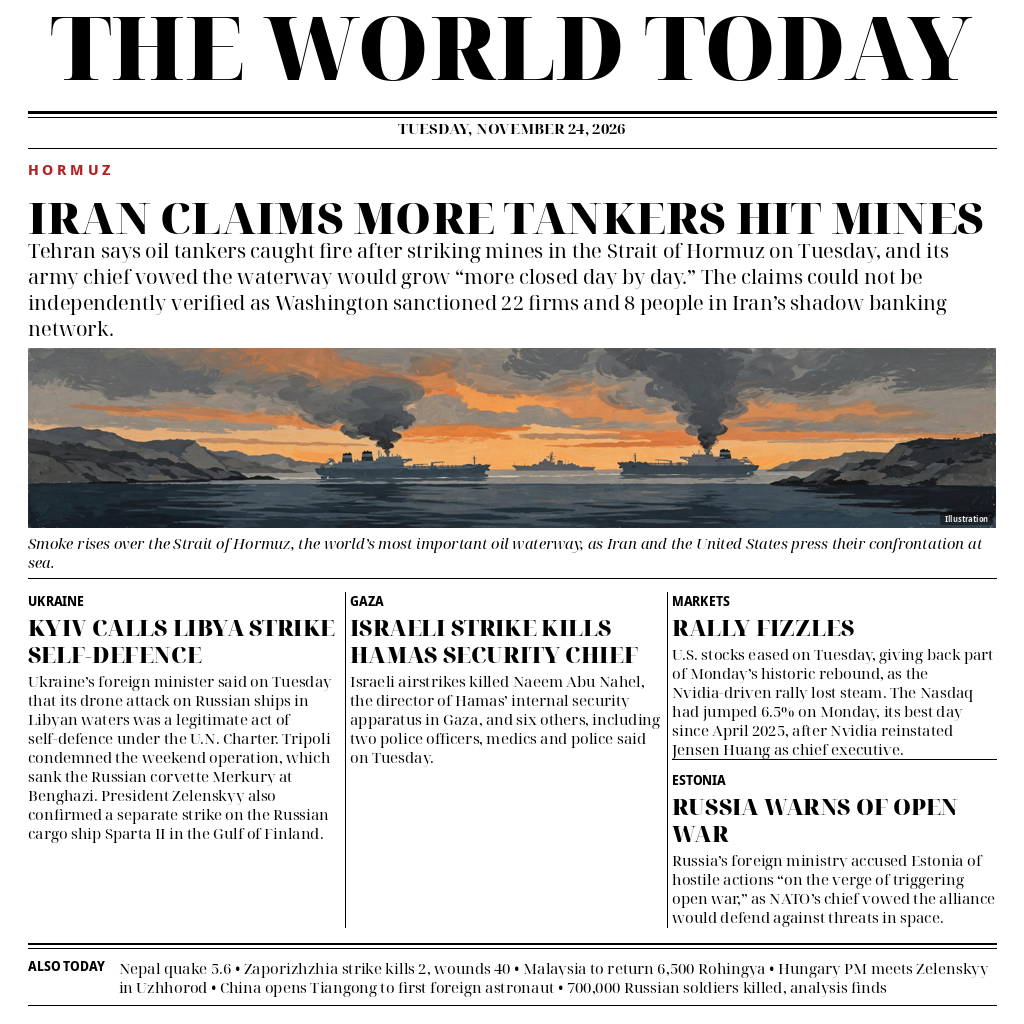 THE WORLD TODAY
TUESDAY, NOVEMBER 24, 2026
HORMUZ
IRAN CLAIMS MORE TANKERS HIT MINES
Tehran says oil tankers caught fire after striking mines in the Strait of Hormuz on Tuesday, and its
army chief vowed the waterway would grow “more closed day by day.” The claims could not be
independently verified as Washington sanctioned 22 firms and 8 people in Iran’s shadow banking
network.
Illustration
Smoke rises over the Strait of Hormuz, the world’s most important oil waterway, as Iran and the United States press their confrontation at
sea.
UKRAINE
KYIV CALLS LIBYA STRIKE
SELF-DEFENCE
Ukraine’s foreign minister said on Tuesday
that its drone attack on Russian ships in
Libyan waters was a legitimate act of
self-defence under the U.N. Charter. Tripoli
condemned the weekend operation, which
sank the Russian corvette Merkury at
Benghazi. President Zelenskyy also
confirmed a separate strike on the Russian
cargo ship Sparta II in the Gulf of Finland.
GAZA
ISRAELI STRIKE KILLS
HAMAS SECURITY CHIEF
Israeli airstrikes killed Naeem Abu Nahel,
the director of Hamas’ internal security
apparatus in Gaza, and six others, including
two police officers, medics and police said
on Tuesday.
MARKETS
RALLY FIZZLES
U.S. stocks eased on Tuesday, giving back part
of Monday’s historic rebound, as the
Nvidia-driven rally lost steam. The Nasdaq
had jumped 6.5% on Monday, its best day
since April 2025, after Nvidia reinstated
Jensen Huang as chief executive.
ESTONIA
RUSSIA WARNS OF OPEN
WAR
Russia’s foreign ministry accused Estonia of
hostile actions “on the verge of triggering
open war,” as NATO’s chief vowed the alliance
would defend against threats in space.
ALSO TODAY
Nepal quake 5.6 • Zaporizhzhia strike kills 2, wounds 40 • Malaysia to return 6,500 Rohingya • Hungary PM meets Zelenskyy
in Uzhhorod • China opens Tiangong to first foreign astronaut • 700,000 Russian soldiers killed, analysis finds